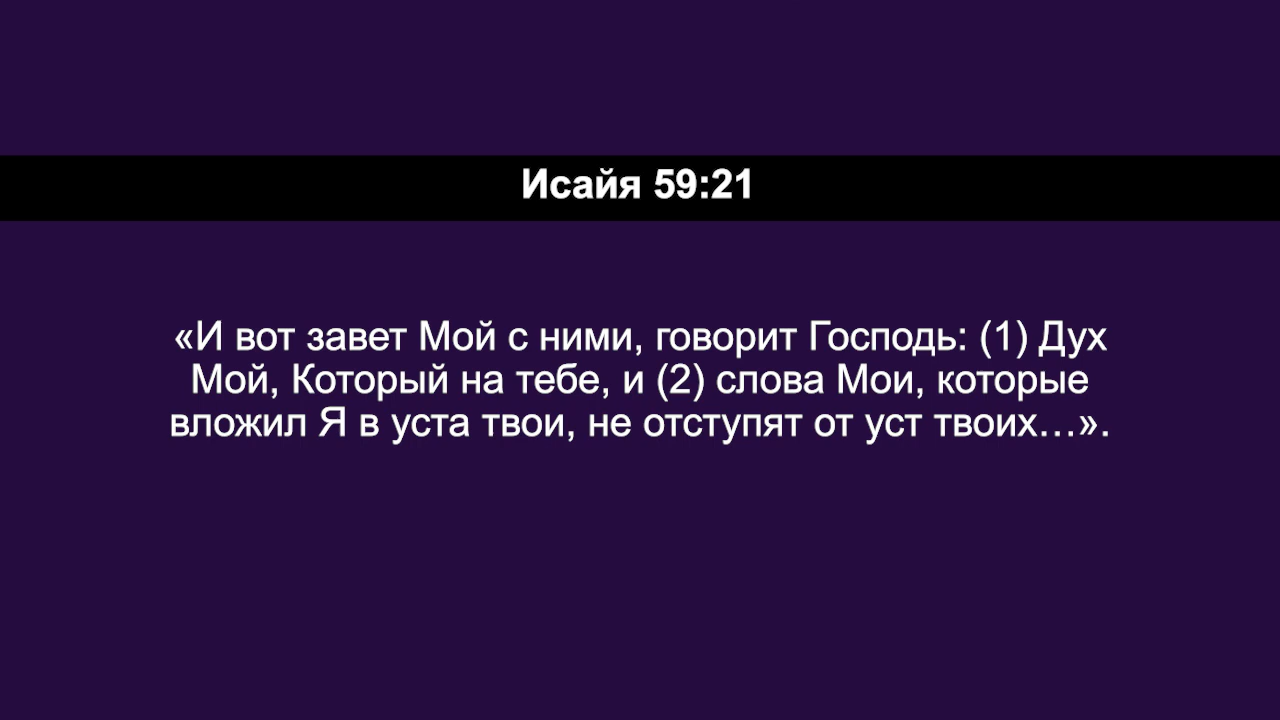 Исайя 59:21
«И вот завет Мой с ними, говорит Господь: (1) Дух
Мой, Который на тебе, и (2) слова Мои, которые
вложил Я в уста твои, не отступят от уст твоих…».